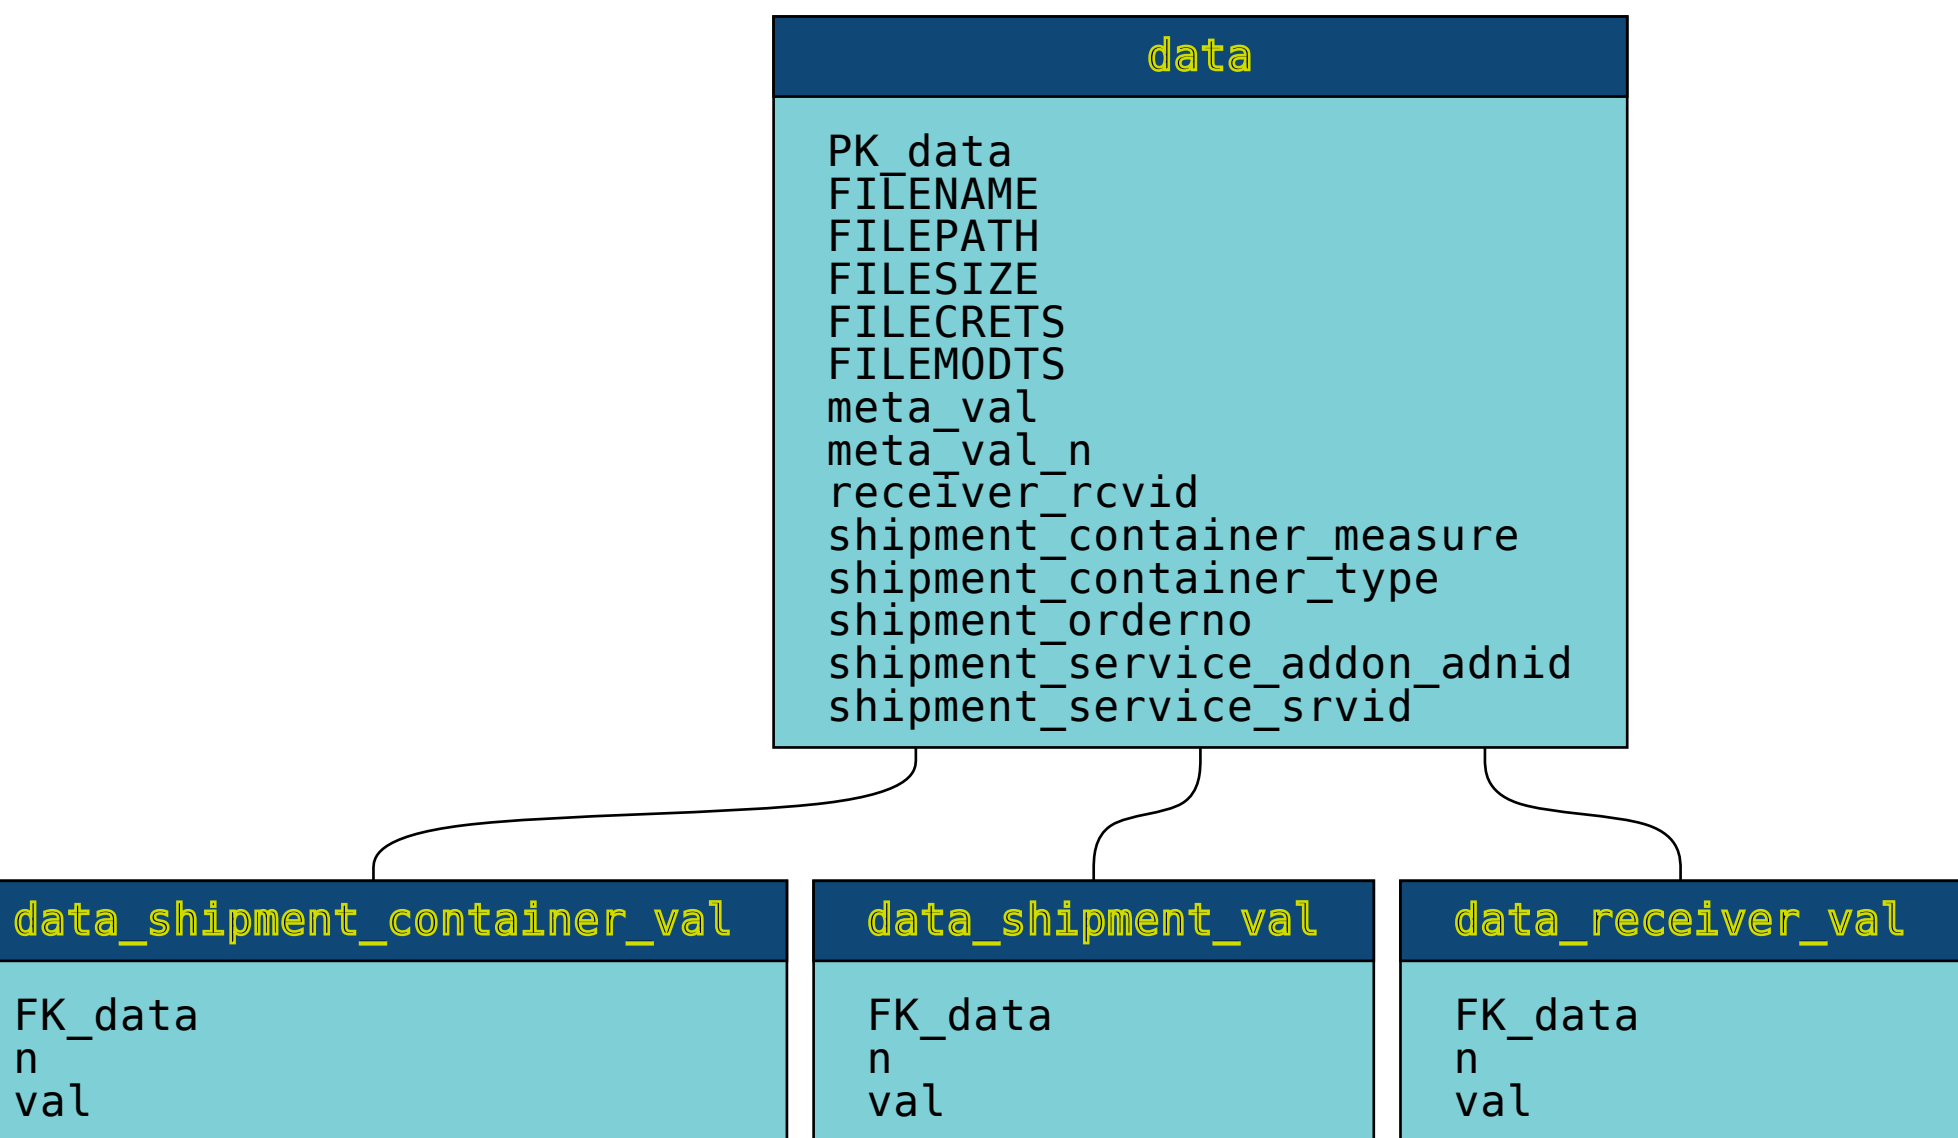 data
PK_data
FILENAME
FILEPATH
FILESIZE
FILECRETS
FILEMODTS
meta_val
meta_val_n
receiver_rcvid
shipment_container_measure
shipment_container_type
shipment_orderno
shipment_service_addon_adnid
shipment_service_srvid
data_shipment_container_val
FK_data
n
val
data_shipment_val
FK_data
n
val
data_receiver_val
FK_data
n
val